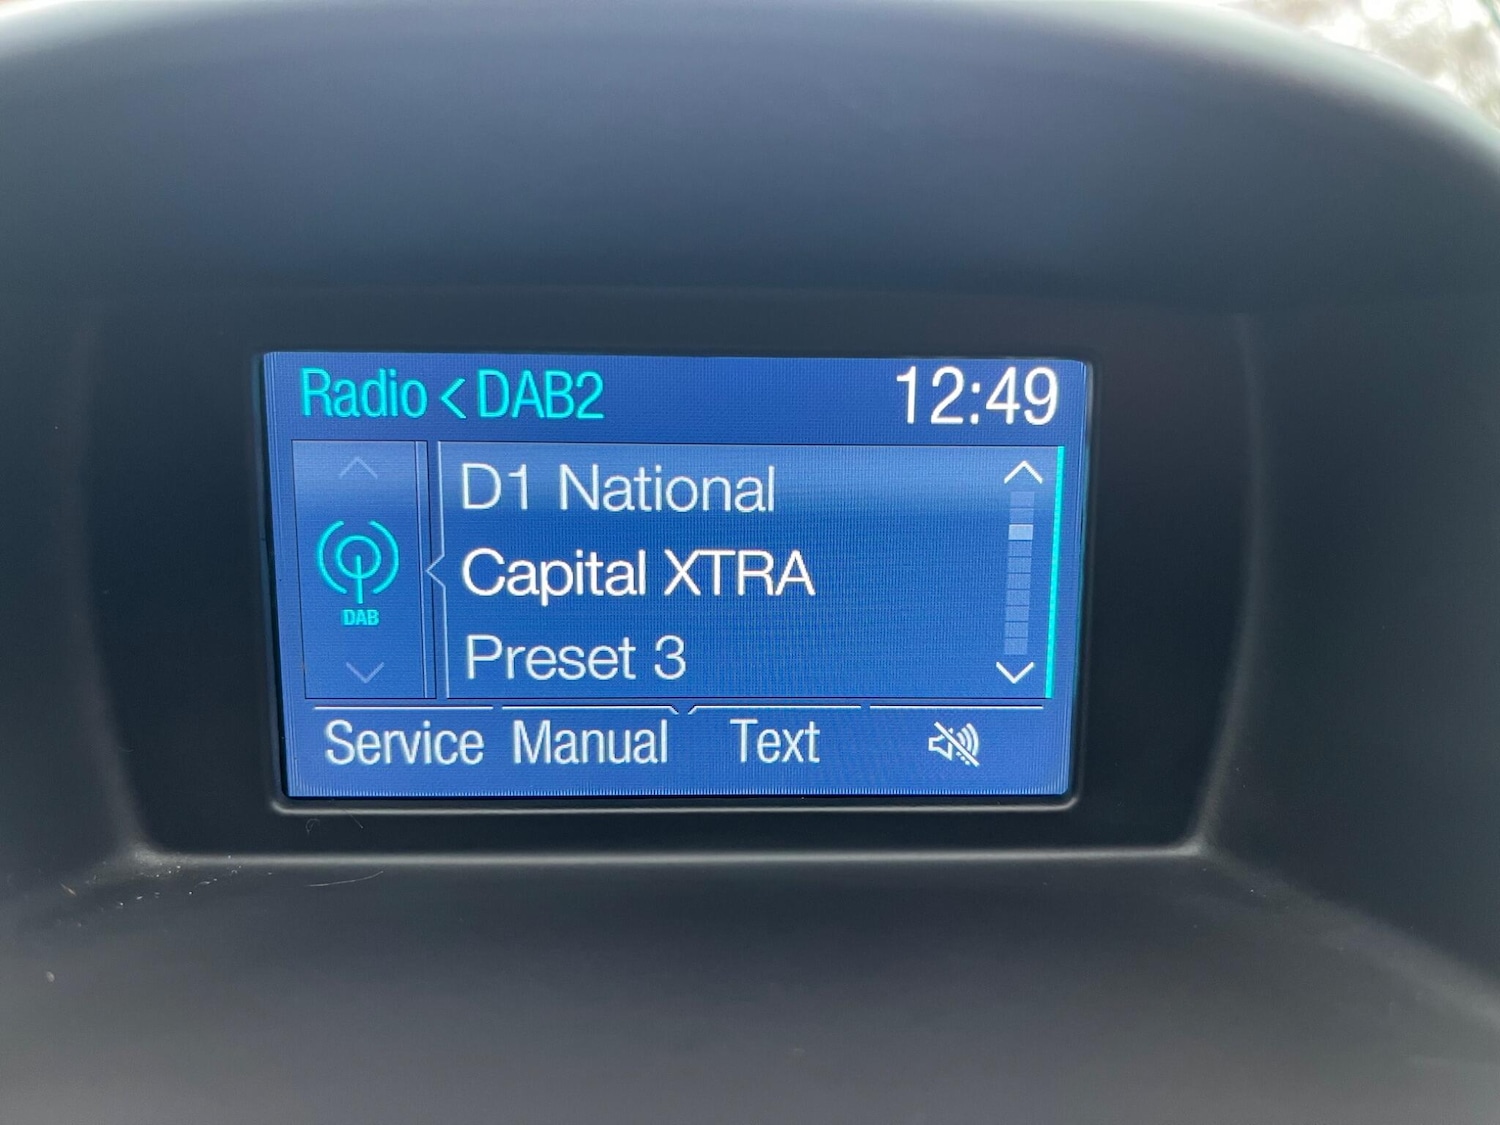 Radio < DAB2 12:49
D1 National
Capital XTRA
DAB
Preset 3
Service Manual Text